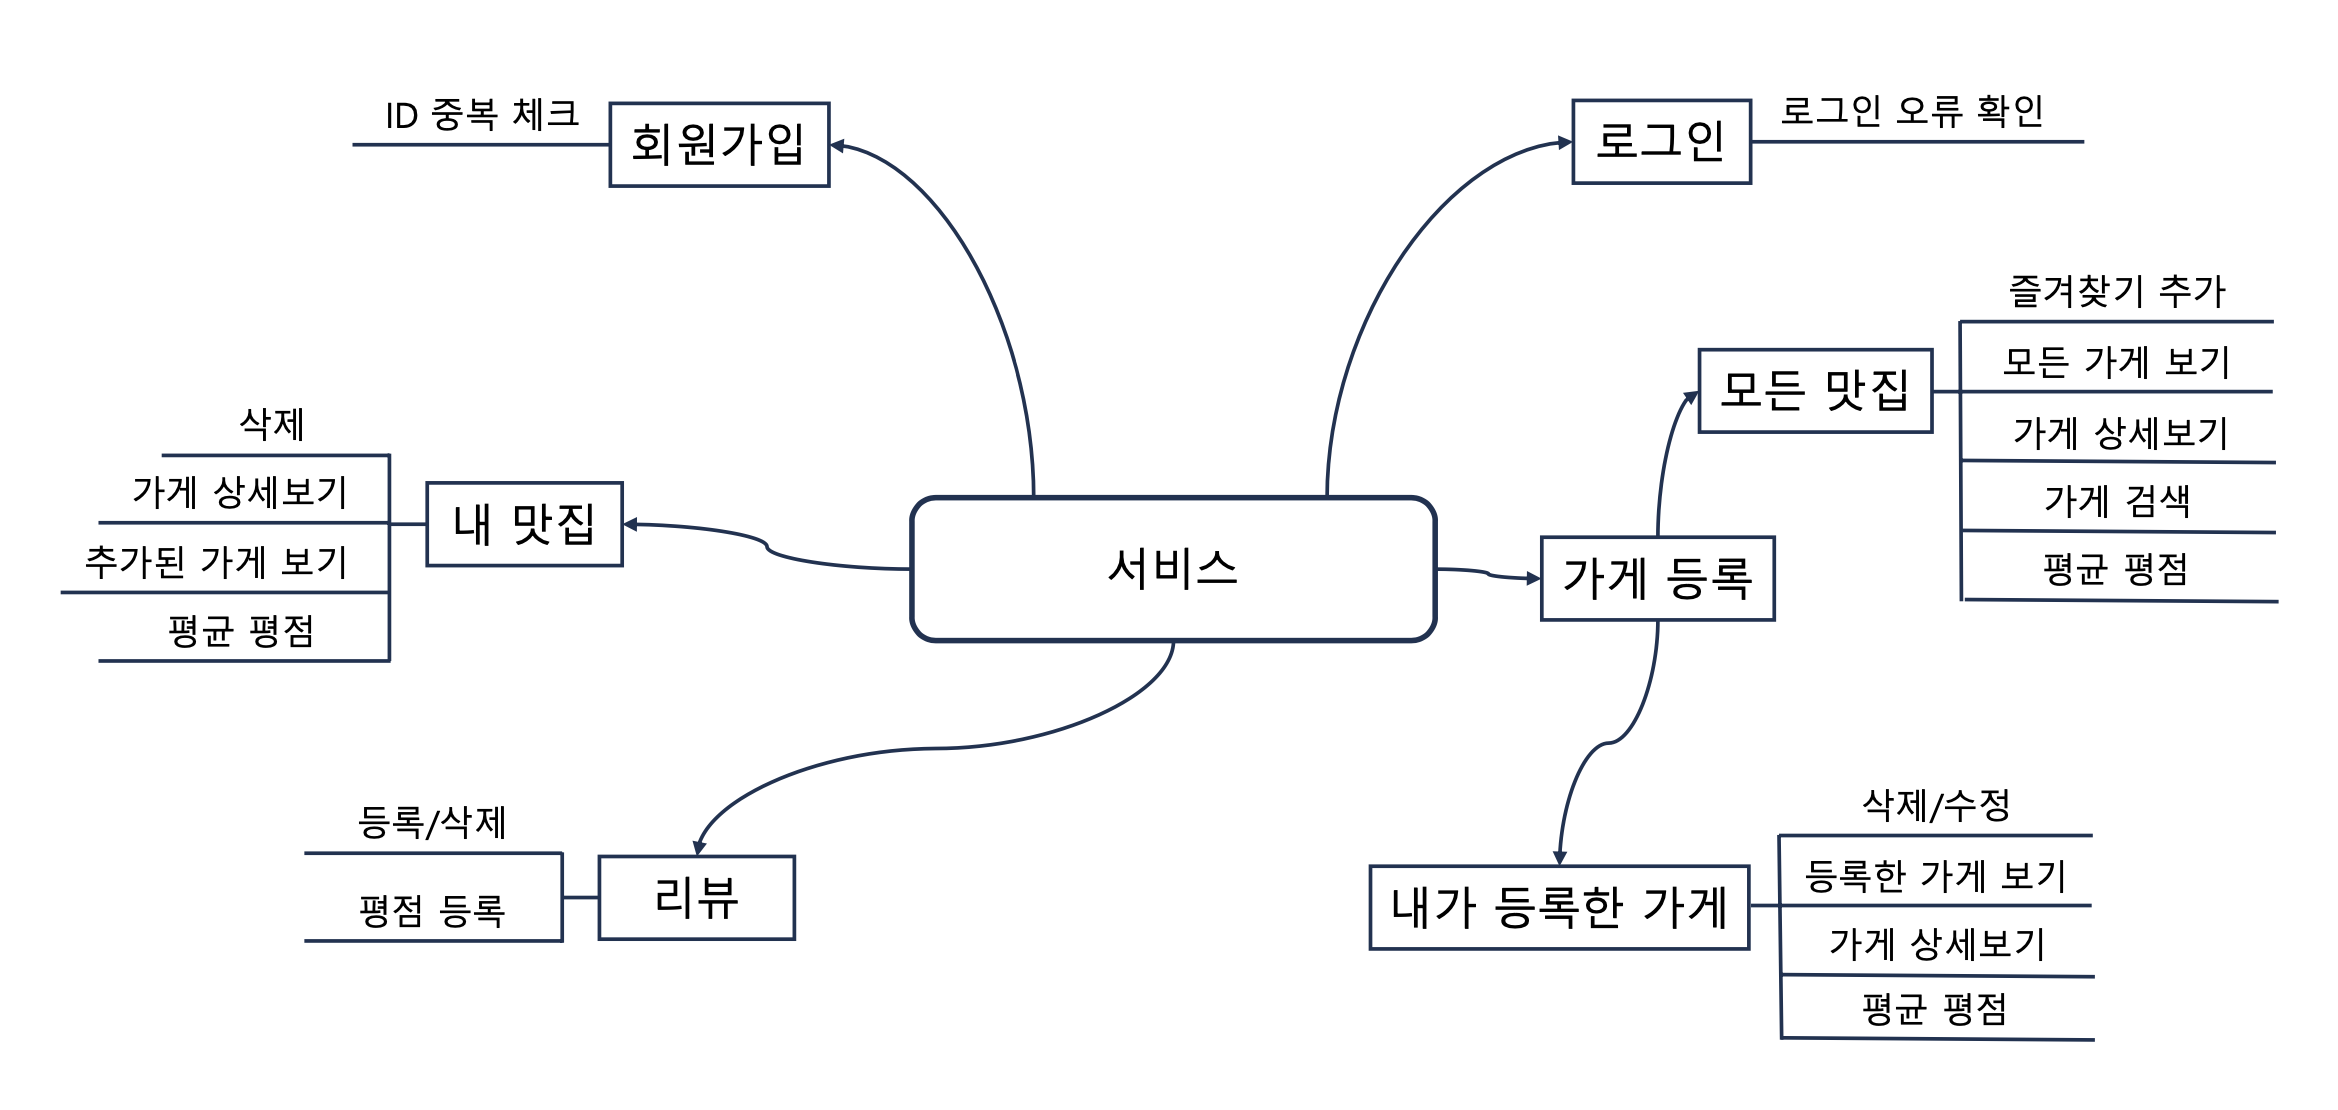 ID 중복 체크
회원가입
로그인
로그인 오류 확인
즐겨찾기 추가
모든 가게 보기
모든 맛집
가게 상세보기
가게 검색
평균 평점
삭제
가게 상세보기
내 맛집
추가된 가게 보기
평균 평점
서비스
가게 등록
등록/삭제
리뷰
평점 등록
삭제/수정
등록한 가게 보기
내가 등록한 가게
가게 상세보기
평균 평점